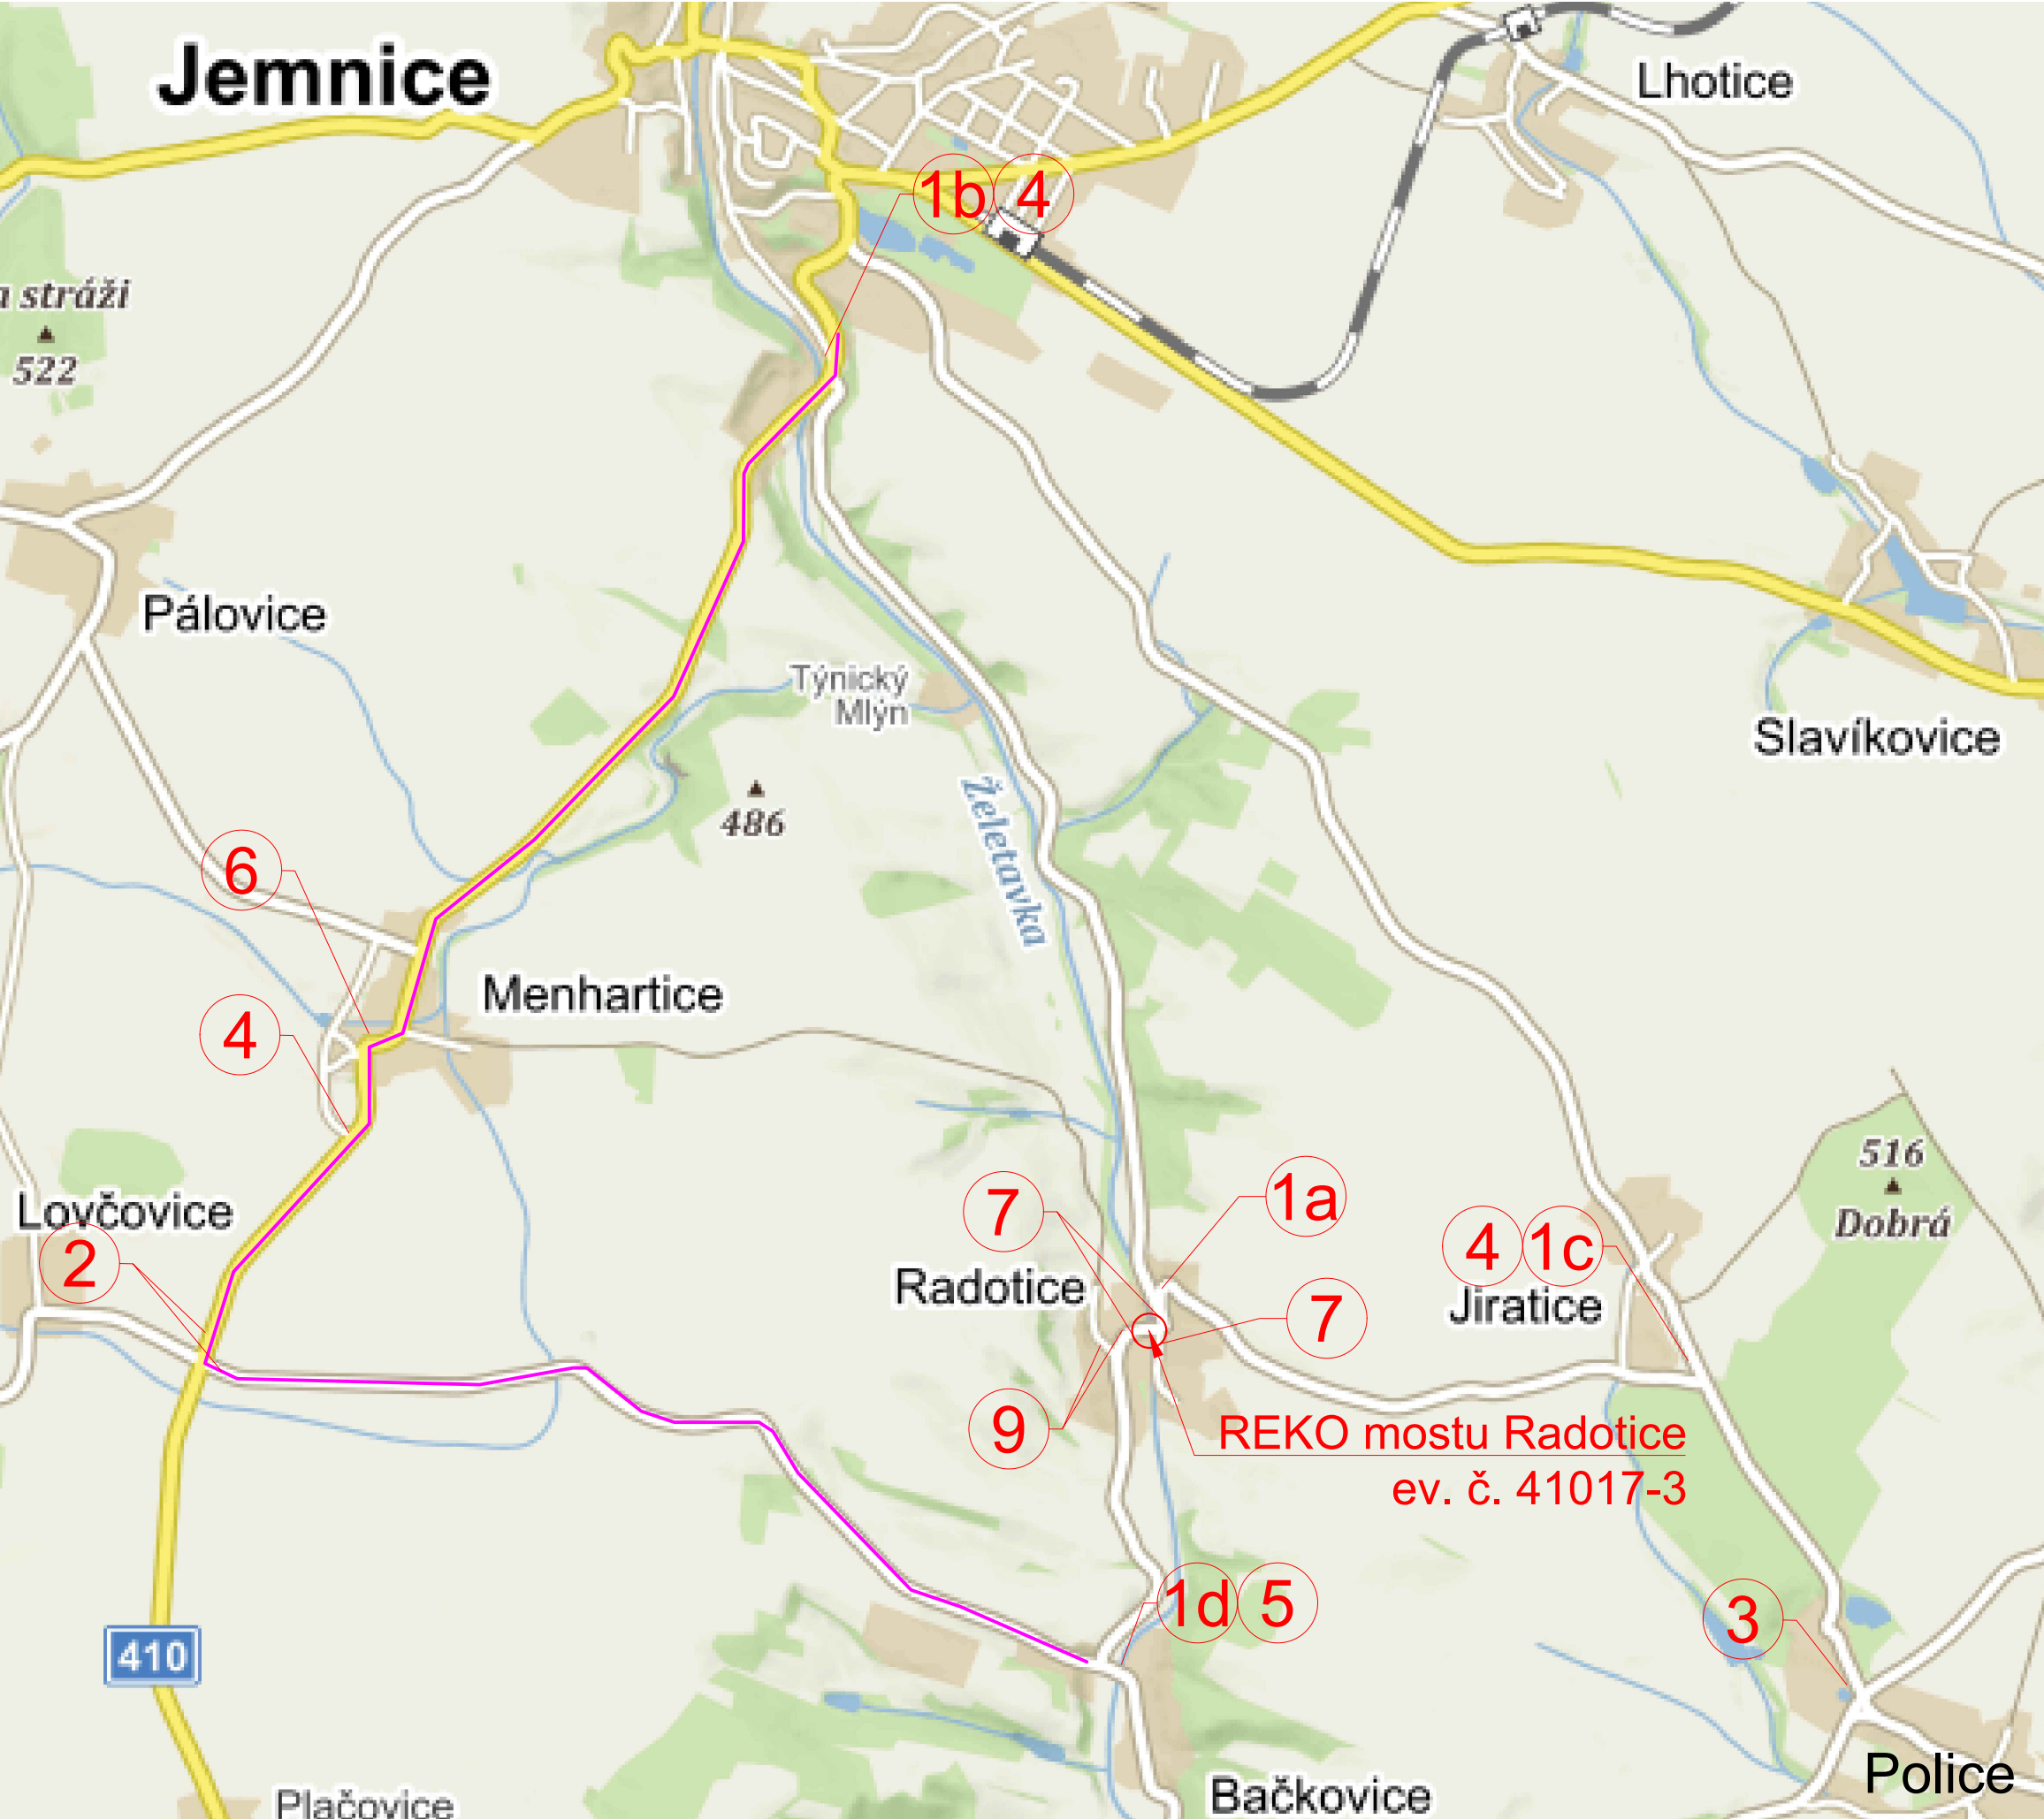 Jemnice
Lhotice
1b 4
a stráži
522
Pálovice
Týnický
Mlýn
Slavíkovice
486
Želetavka
6
Menhartice
4
516
Dobrá
7
1a
Lovčovice
2
4 1c
Radotice
7
Jiratice
9
REKO mostu Radotice
ev. č. 41017-3
1d 5
3
410
Police
Bačkovice
Plačovice